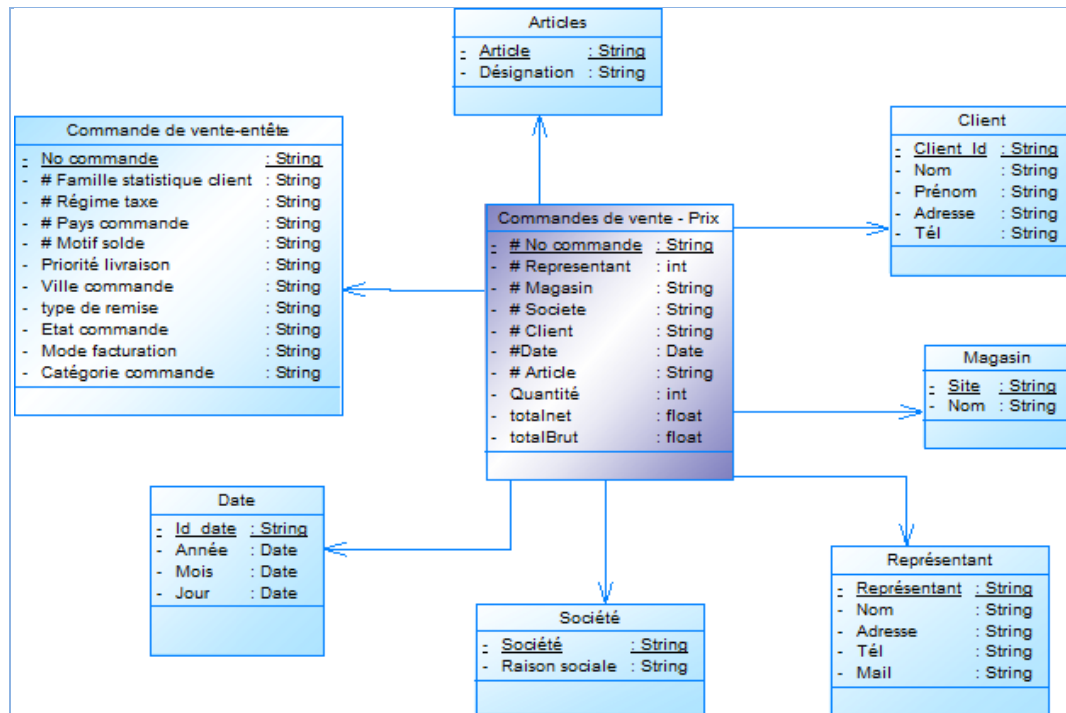 Articles
- Article : String
- Désignation : String
Commande de vente-entête
- No commande : String
- # Famille statistique client : String
- # Régime taxe : String
- # Pays commande : String
- # Motif solde : String
- Priorité livraison : String
- Ville commande : String
- type de remise : String
- Etat commande : String
- Mode facturation : String
- Catégorie commande : String
Client
- Client_Id : String
- Nom : String
- Prénom : String
- Adresse : String
- Tél : String
Commandes de vente - Prix
- # No commande : String
- # Representant : int
- # Magasin : String
- # Societe : String
- # Client : String
- #Date : Date
- # Article : String
- Quantité : int
- totalnet : float
- totalBrut : float
Magasin
- Site : String
- Nom : String
Date
- Id_date : String
- Année : Date
- Mois : Date
- Jour : Date
Société
- Société : String
- Raison sociale : String
Représentant
- Représentant : String
- Nom : String
- Adresse : String
- Tél : String
- Mail : String